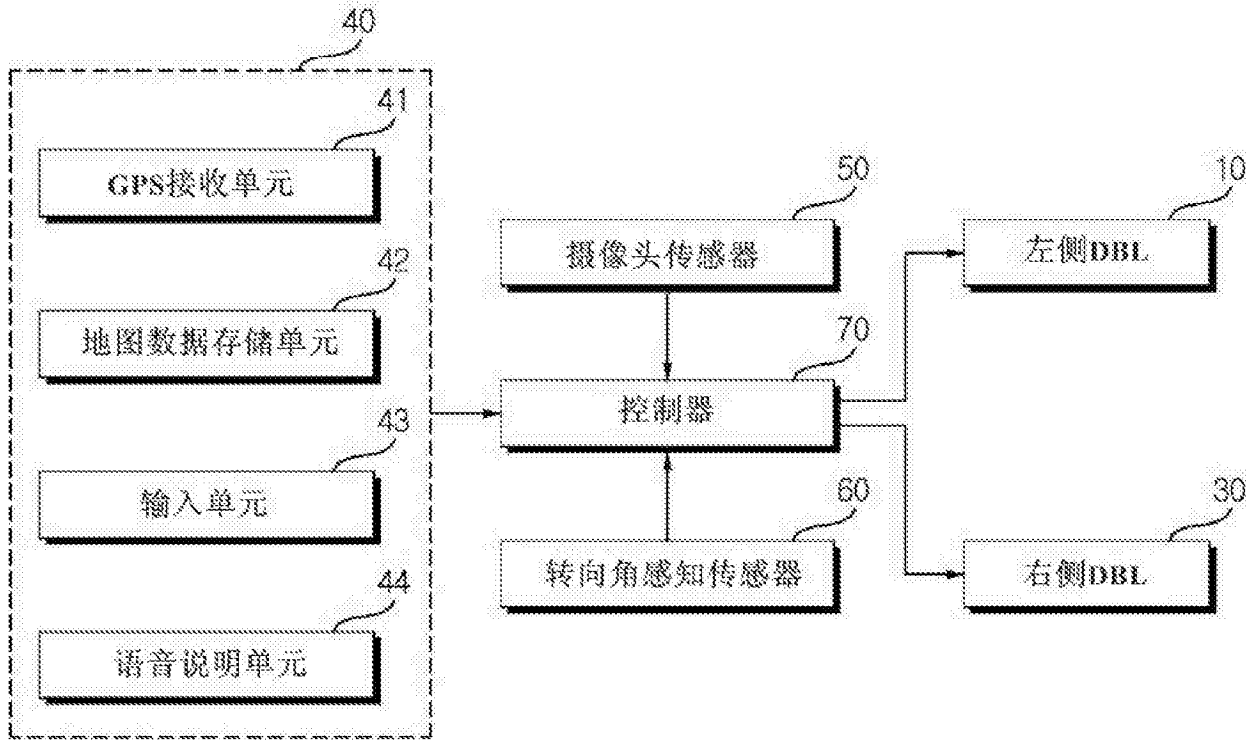 40
41
GPS接收单元
42
地图数据存储单元
43
输入单元
44
语音说明单元
50
摄像头传感器
70
控制器
60
转向角感知传感器
10
左侧DBL
30
右侧DBL